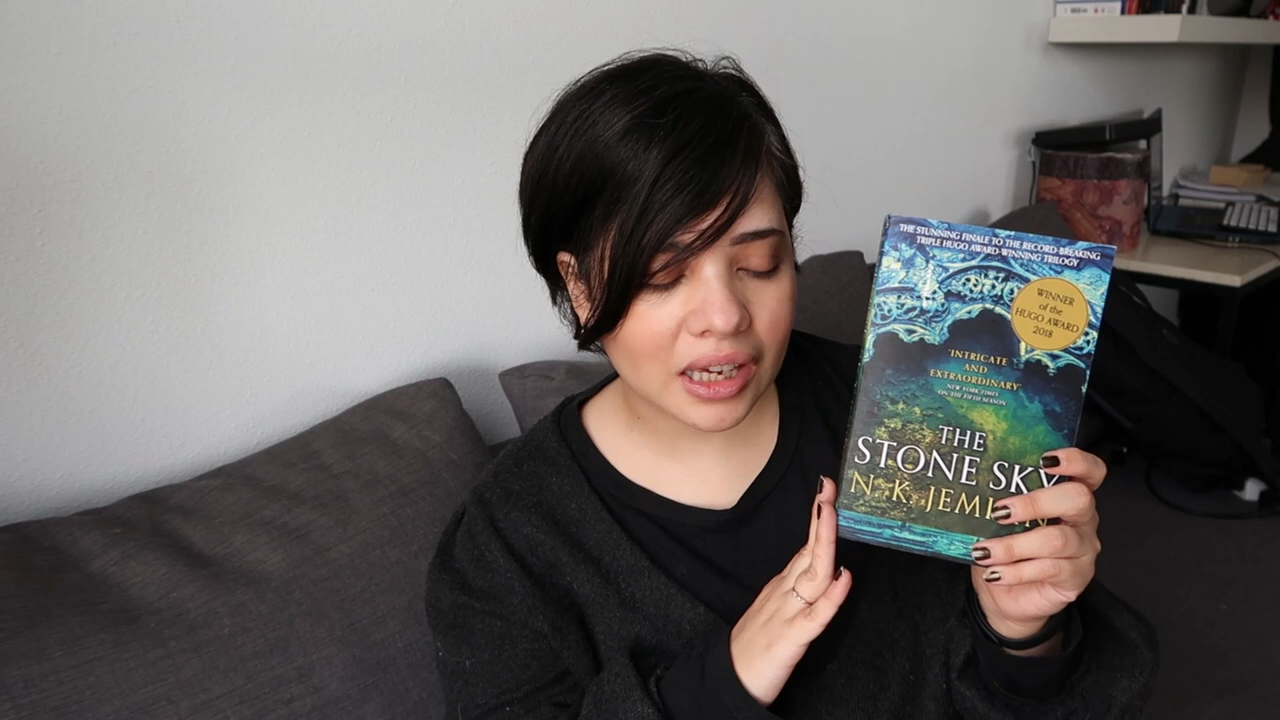 THE STUNNING FINALE TO THE RECORD-BREAKING
TRIPLE HUGO AWARD-WINNING TRILOGY
WINNER
of the
HUGO AWARD
2018
'INTRICATE
AND
EXTRAORDINARY'
NEW YORK TIMES
ON THE FIFTH SEASON
THE
STONE SKY
N. K. JEMISIN